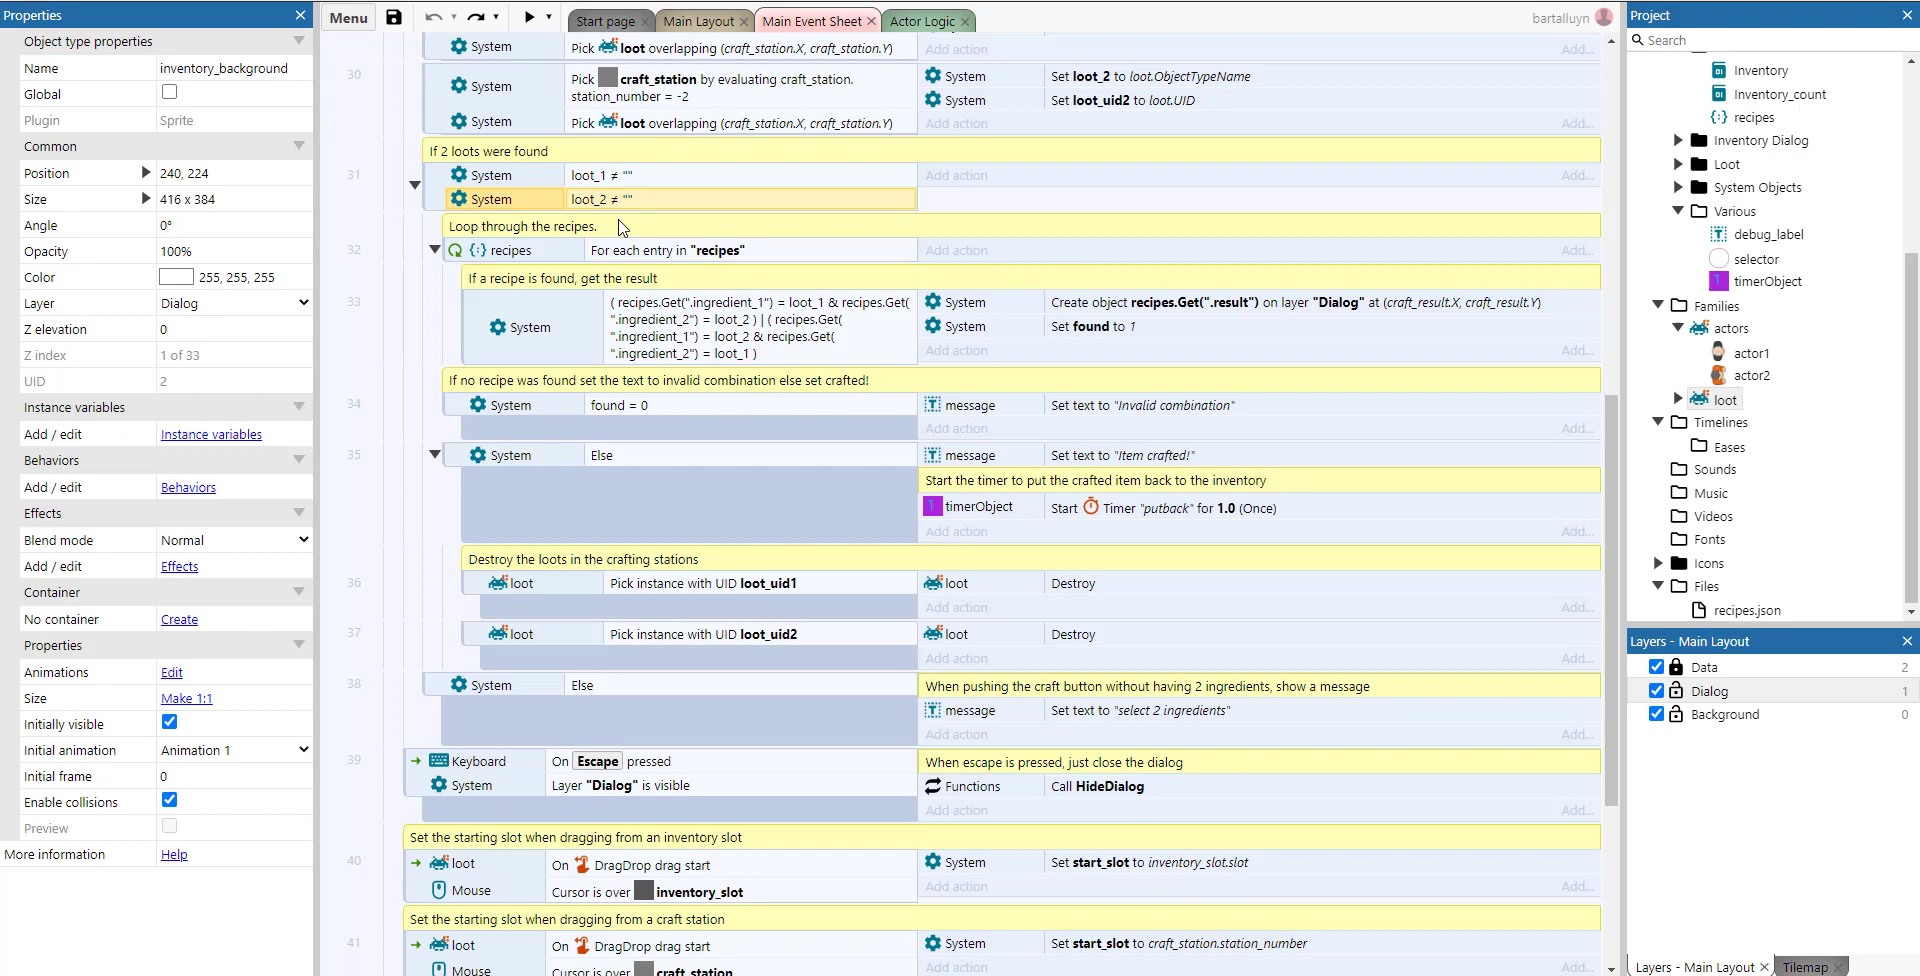 Properties
Object type properties
Name inventory_background
Global
Plugin Sprite
Common
Position 240, 224
Size 416 x 384
Angle 0°
Opacity 100%
Color 255, 255, 255
Layer Dialog
Z elevation 0
Z index 1 of 33
UID 2
Instance variables
Add / edit Instance variables
Behaviors
Add / edit Behaviors
Effects
Blend mode Normal
Add / edit Effects
Container
No container Create
Properties
Animations Edit
Size Make 1:1
Initially visible
Initial animation Animation 1
Initial frame 0
Enable collisions
Preview
More information Help
Menu
Start page
Main Layout
Main Event Sheet
Actor Logic
bartalluyn
System Pick loot overlapping (craft_station.X, craft_station.Y) Add action Add...
30
System Pick craft_station by evaluating craft_station.
station_number = -2
System Set loot_2 to loot.ObjectTypeName
System Set loot_uid2 to loot.UID
System Pick loot overlapping (craft_station.X, craft_station.Y) Add action Add...
If 2 loots were found
31 System loot_1 ≠ "" Add action Add...
System loot_2 ≠ ""
Loop through the recipes.
32 recipes For each entry in "recipes" Add action Add...
If a recipe is found, get the result
33 System ( recipes.Get(".ingredient_1") = loot_1 & recipes.Get(
".ingredient_2") = loot_2 ) | ( recipes.Get(
".ingredient_1") = loot_2 & recipes.Get(
".ingredient_2") = loot_1 )
System Create object recipes.Get(".result") on layer "Dialog" at (craft_result.X, craft_result.Y)
System Set found to 1
Add action Add...
If no recipe was found set the text to invalid combination else set crafted!
34 System found = 0 message Set text to "Invalid combination"
Add action Add...
35 System Else message Set text to "Item crafted!"
Start the timer to put the crafted item back to the inventory
timerObject Start Timer "putback" for 1.0 (Once)
Add action Add...
Destroy the loots in the crafting stations
36 loot Pick instance with UID loot_uid1 loot Destroy
Add action Add...
37 loot Pick instance with UID loot_uid2 loot Destroy
Add action Add...
38 System Else When pushing the craft button without having 2 ingredients, show a message
message Set text to "select 2 ingredients"
Add action Add...
39 Keyboard On Escape pressed When escape is pressed, just close the dialog
System Layer "Dialog" is visible Functions Call HideDialog
Add action Add...
Set the starting slot when dragging from an inventory slot
40 loot On DragDrop drag start System Set start_slot to inventory_slot.slot
Mouse Cursor is over inventory_slot Add action Add...
Set the starting slot when dragging from a craft station
41 loot On DragDrop drag start System Set start_slot to craft_station.station_number
Mouse Cursor is over craft_station Add action Add...
Project
Search
Inventory
Inventory_count
recipes
Inventory Dialog
Loot
System Objects
Various
debug_label
selector
timerObject
Families
actors
actor1
actor2
loot
Timelines
Eases
Sounds
Music
Videos
Fonts
Icons
Files
recipes.json
Layers - Main Layout
Data 2
Dialog 1
Background 0
Layers - Main Layout
Tilemap